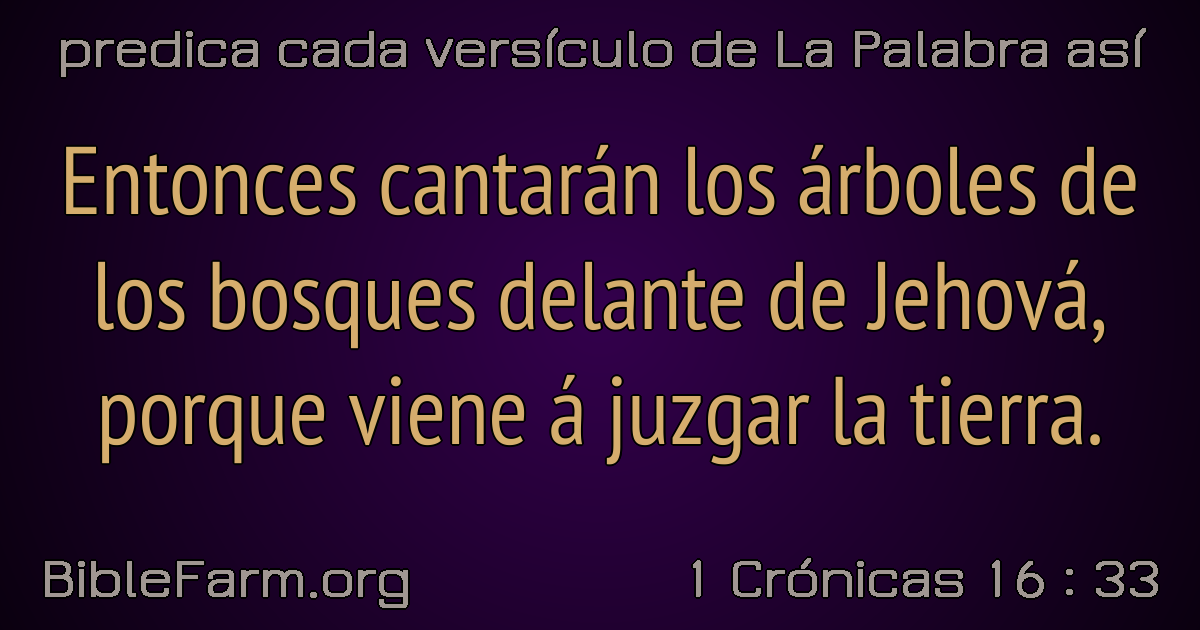 predica cada versículo de La Palabra así
Entonces cantarán los árboles de
los bosques delante de Jehová,
porque viene á juzgar la tierra.
BibleFarm.org
1 Crónicas 16 : 33